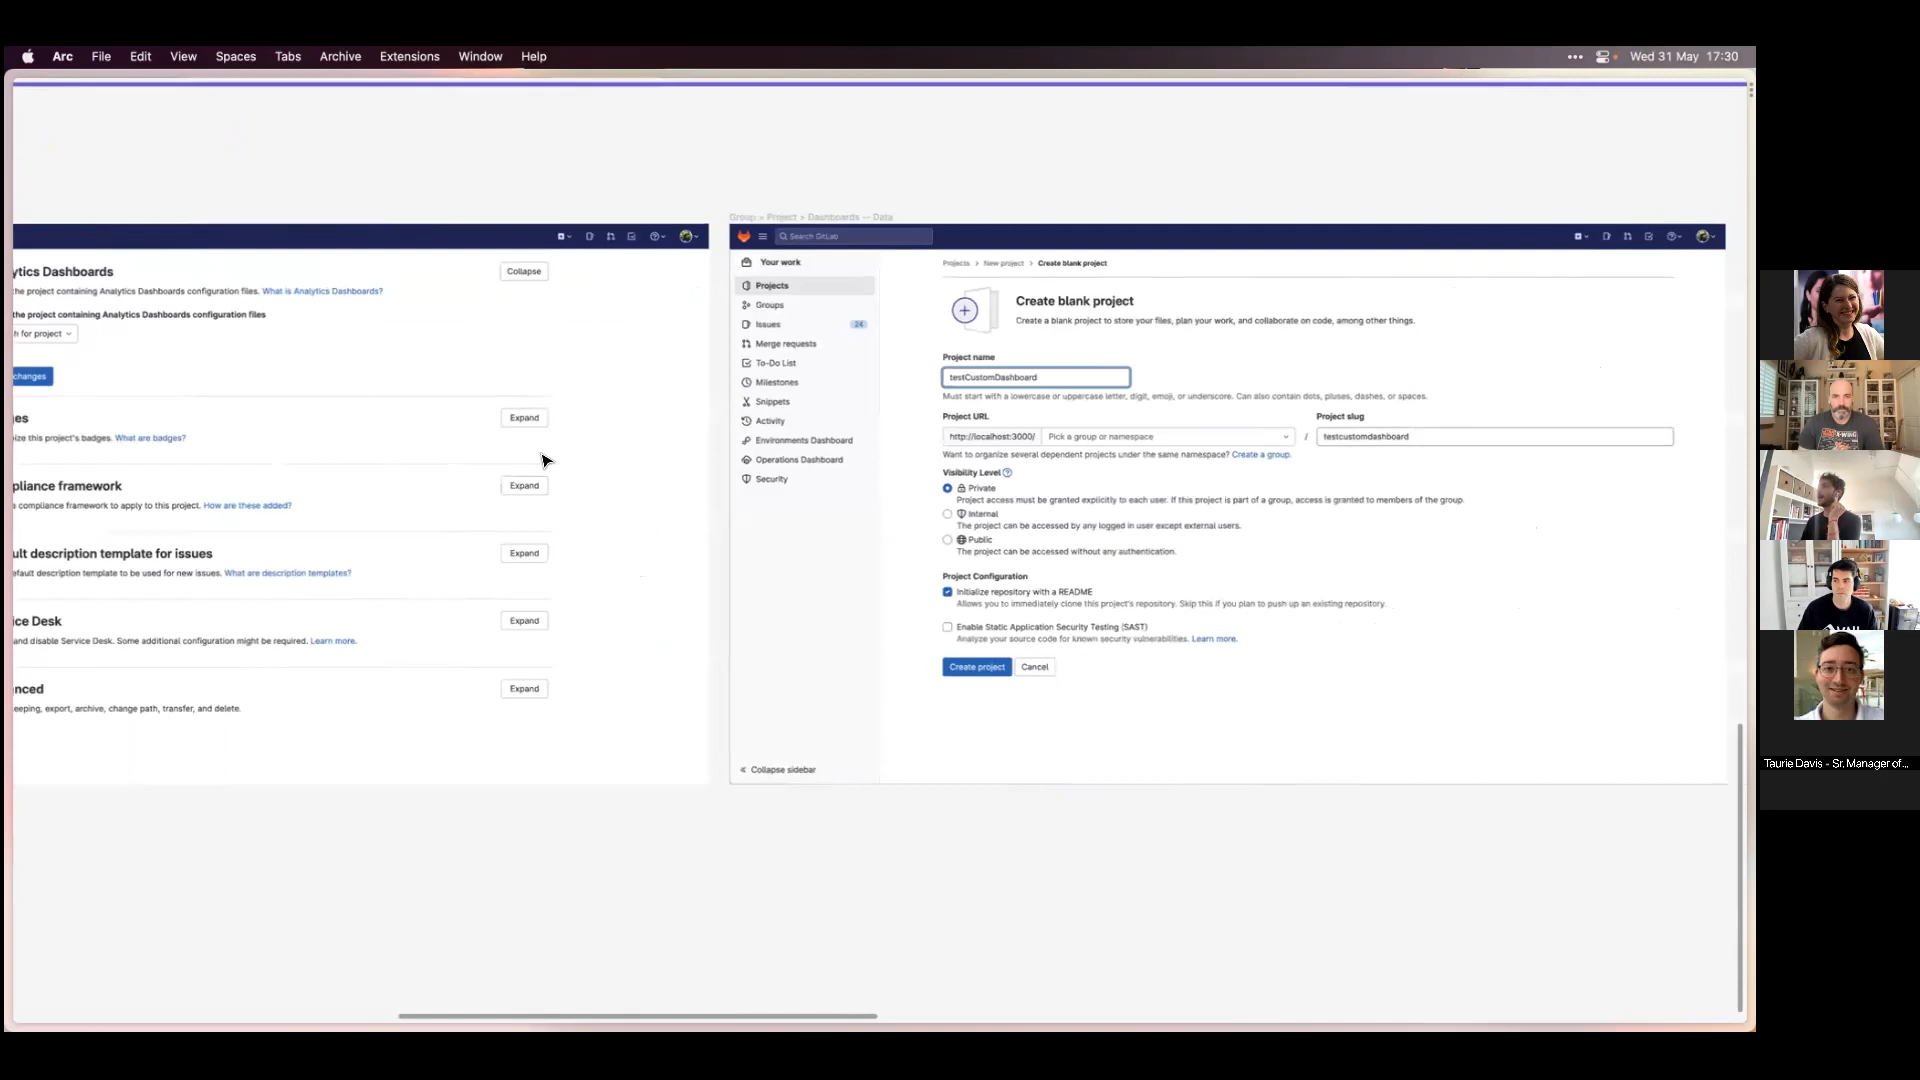 Arc File Edit View Spaces Tabs Archive Extensions Window Help
Wed 31 May 17:30
ytics Dashboards
Collapse
the project containing Analytics Dashboards configuration files. What is Analytics Dashboards?
the project containing Analytics Dashboards configuration files
h for project
changes
ges
Expand
ize this project's badges. What are badges?
pliance framework
Expand
compliance framework to apply to this project. How are these added?
ult description template for issues
Expand
efault description template to be used for new issues. What are description templates?
ice Desk
Expand
and disable Service Desk. Some additional configuration might be required. Learn more.
nced
Expand
eeping, export, archive, change path, transfer, and delete.
Group > Project > Dashboards -- Data
Search GitLab
Your work
Projects
Groups
Issues 24
Merge requests
To-Do List
Milestones
Snippets
Activity
Environments Dashboard
Operations Dashboard
Security
« Collapse sidebar
Projects > New project > Create blank project
Create blank project
Create a blank project to store your files, plan your work, and collaborate on code, among other things.
Project name
testCustomDashboard
Must start with a lowercase or uppercase letter, digit, emoji, or underscore. Can also contain dots, pluses, dashes, or spaces.
Project URL
Project slug
http://localhost:3000/ Pick a group or namespace / testcustomdashboard
Want to organize several dependent projects under the same namespace? Create a group.
Visibility Level
Private
Project access must be granted explicitly to each user. If this project is part of a group, access is granted to members of the group.
Internal
The project can be accessed by any logged in user except external users.
Public
The project can be accessed without any authentication.
Project Configuration
Initialize repository with a README
Allows you to immediately clone this project's repository. Skip this if you plan to push up an existing repository.
Enable Static Application Security Testing (SAST)
Analyze your source code for known security vulnerabilities. Learn more.
Create project Cancel
Taurie Davis - Sr. Manager of...